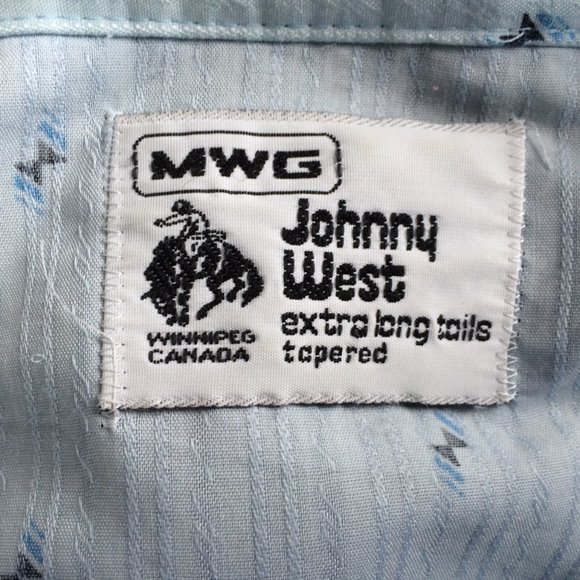 MWG
Johnny
West
extra long tails
tapered
WINNIPEG
CANADA